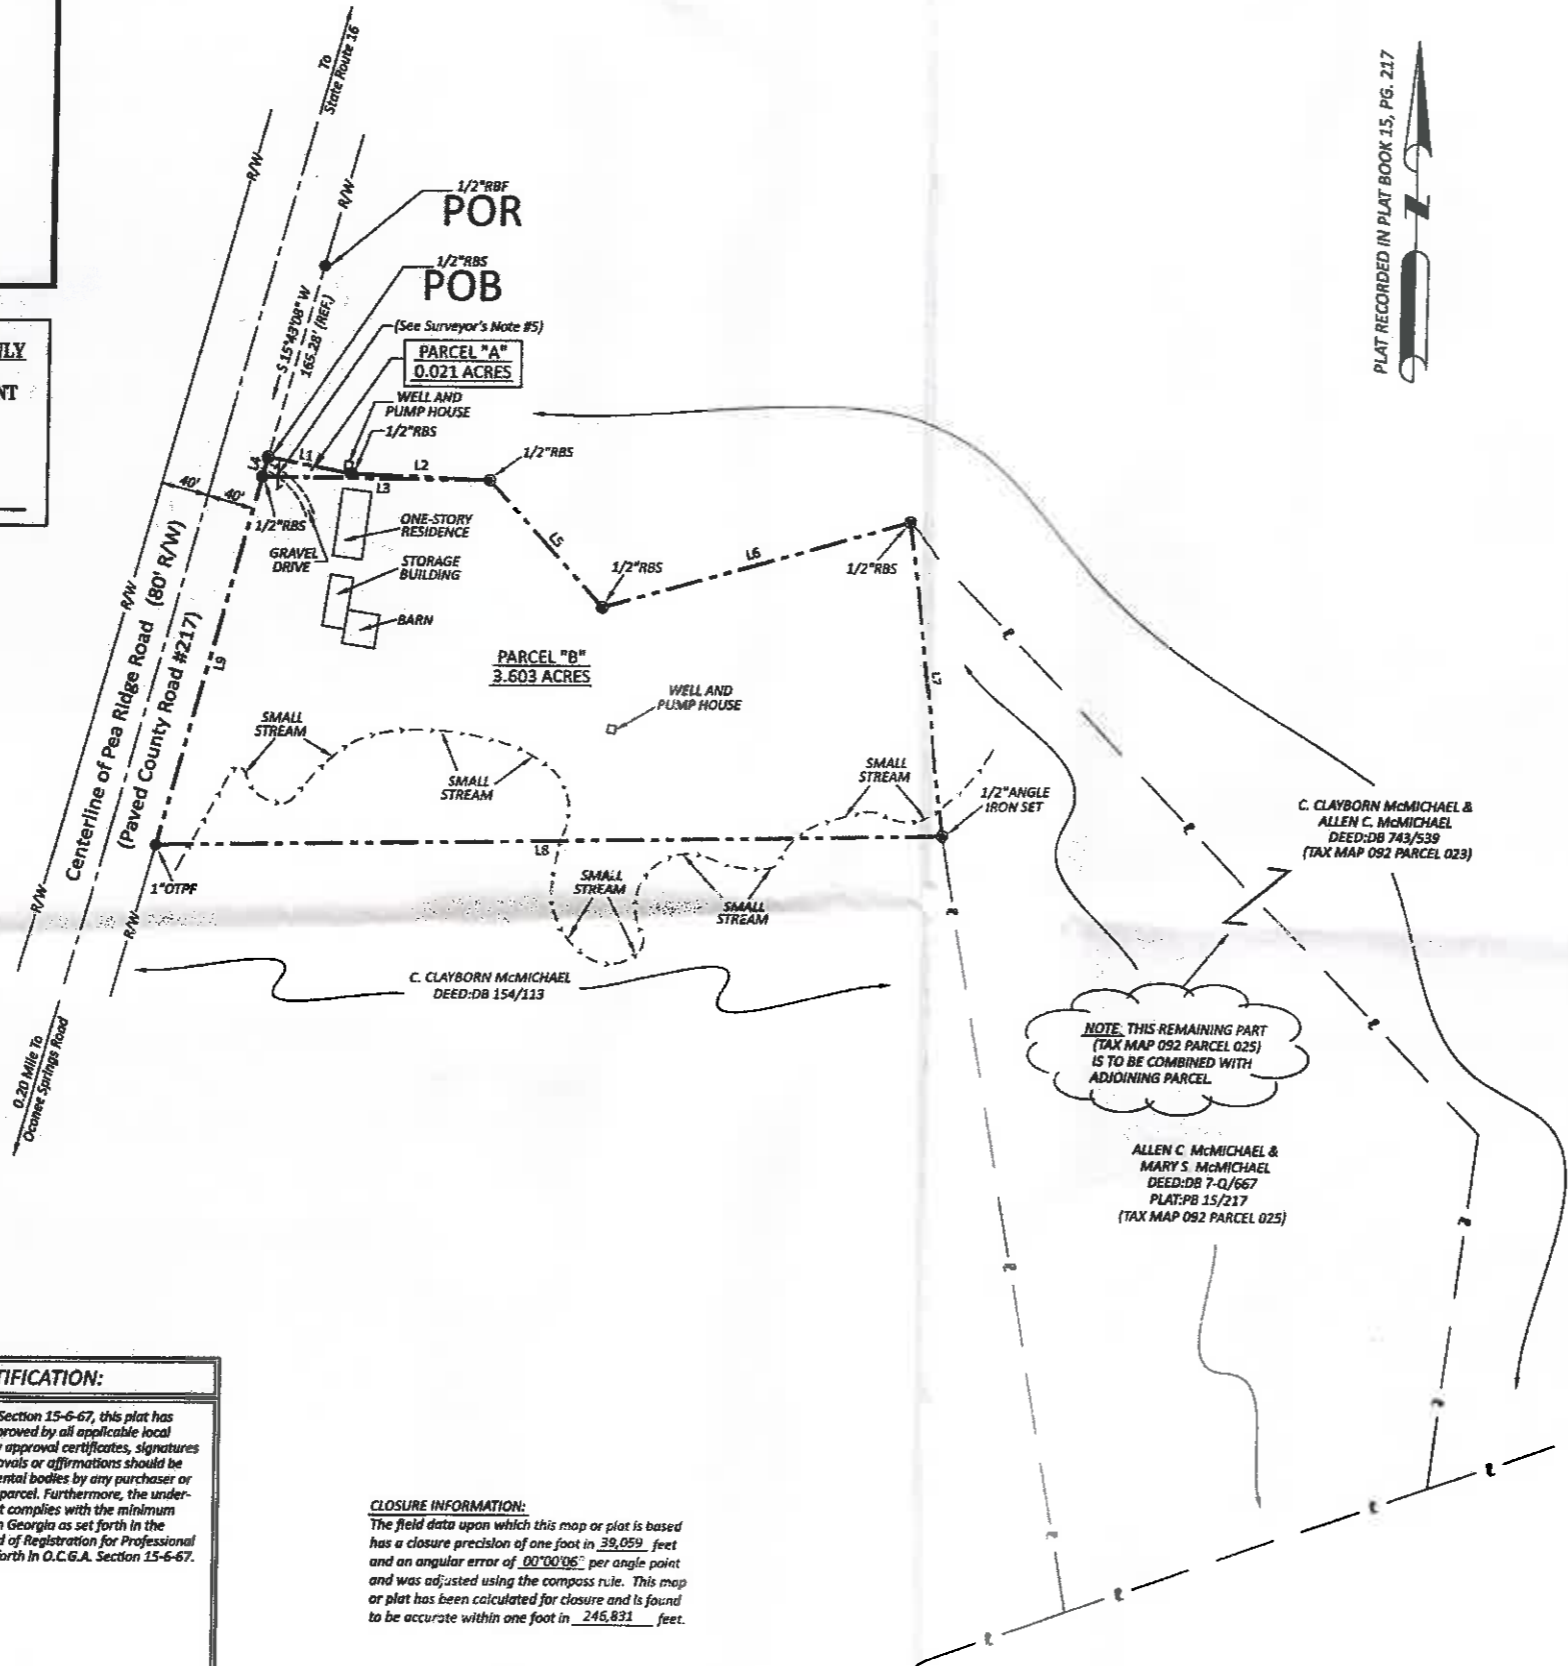 To
State Route 16
R/W
R/W
1/2"RBF
POR
1/2"RBS
POB
S 15°43'08" W
165.28' (REF.)
(See Surveyor's Note #5)
PARCEL "A"
0.021 ACRES
WELL AND
PUMP HOUSE
1/2"RBS
L1
L2
L3
1/2"RBS
40'
40'
1/2"RBS
GRAVEL
DRIVE
ONE-STORY
RESIDENCE
STORAGE
BUILDING
BARN
L5
1/2"RBS
L6
1/2"RBS
L7
L9
PARCEL "B"
3.603 ACRES
WELL AND
PUMP HOUSE
R/W
Centerline of Pea Ridge Road (80' R/W)
(Paved County Road #217)
SMALL
STREAM
SMALL
STREAM
SMALL
STREAM
1/2"ANGLE
IRON SET
L8
1"OTPF
SMALL
STREAM
SMALL
STREAM
R/W
R/W
C. CLAYBORN McMICHAEL
DEED:DB 154/113
0.20 Mile To
Oconee Springs Road
PLAT RECORDED IN PLAT BOOK 15, PG. 217
N
C. CLAYBORN McMICHAEL &
ALLEN C. McMICHAEL
DEED:DB 743/539
(TAX MAP 092 PARCEL 023)
NOTE: THIS REMAINING PART
(TAX MAP 092 PARCEL 025)
IS TO BE COMBINED WITH
ADJOINING PARCEL.
ALLEN C. McMICHAEL &
MARY S. McMICHAEL
DEED:DB 7-Q/667
PLAT:PB 15/217
(TAX MAP 092 PARCEL 025)
NLY
NT
TIFICATION:
Section 15-6-67, this plat has
proved by all applicable local
y approval certificates, signatures
ovals or affirmations should be
ental bodies by any purchaser or
parcel. Furthermore, the under-
t complies with the minimum
n Georgia as set forth in the
d of Registration for Professional
orth in O.C.G.A. Section 15-6-67.
CLOSURE INFORMATION:
The field data upon which this map or plat is based
has a closure precision of one foot in 39,059 feet
and an angular error of 00°00'06" per angle point
and was adjusted using the compass rule. This map
or plat has been calculated for closure and is found
to be accurate within one foot in 246,831 feet.